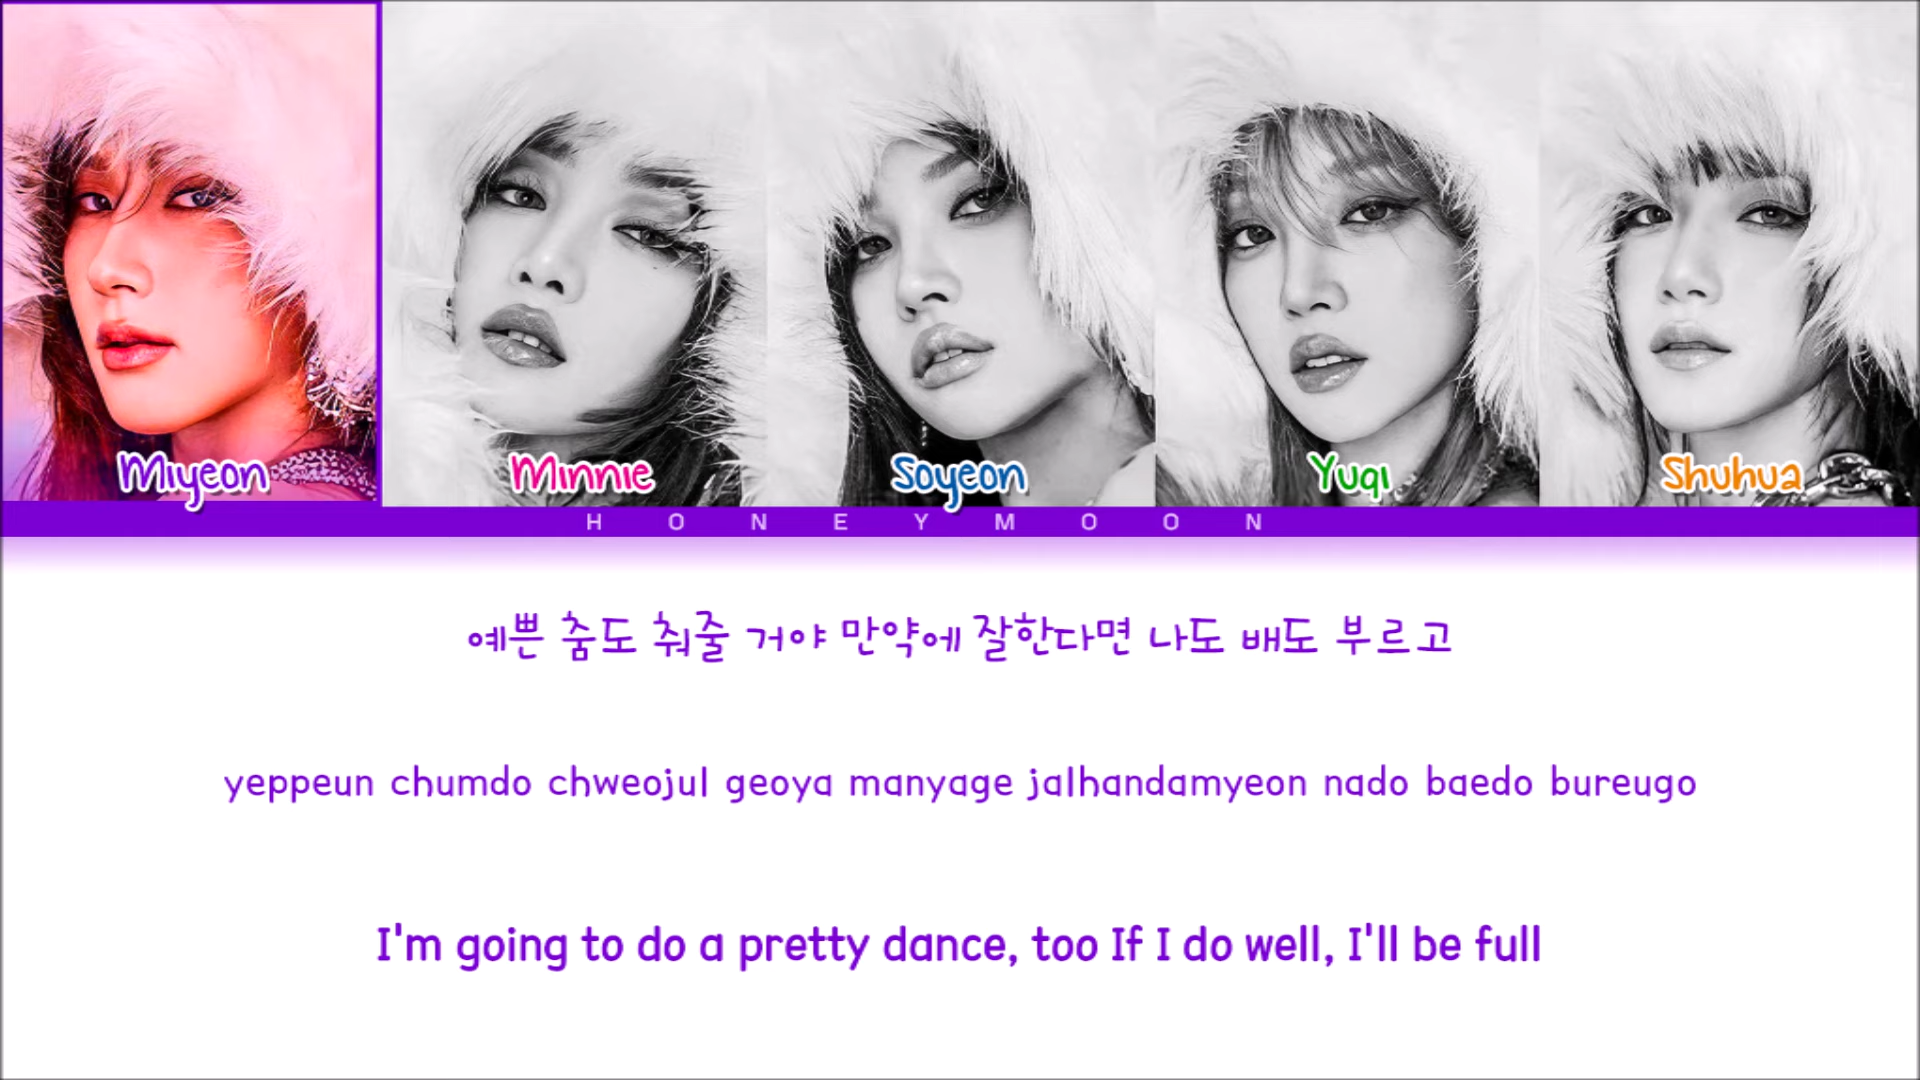 Miyeon
Minnie
Soyeon
Yuqi
Shuhua
HONEYMOON
예쁜 춤도 춰줄 거야 만약에 잘한다면 나도 배도 부르고
yeppeun chumdo chweojul geoya manyage jalhandamyeon nado baedo bureugo
I'm going to do a pretty dance, too If I do well, I'll be full